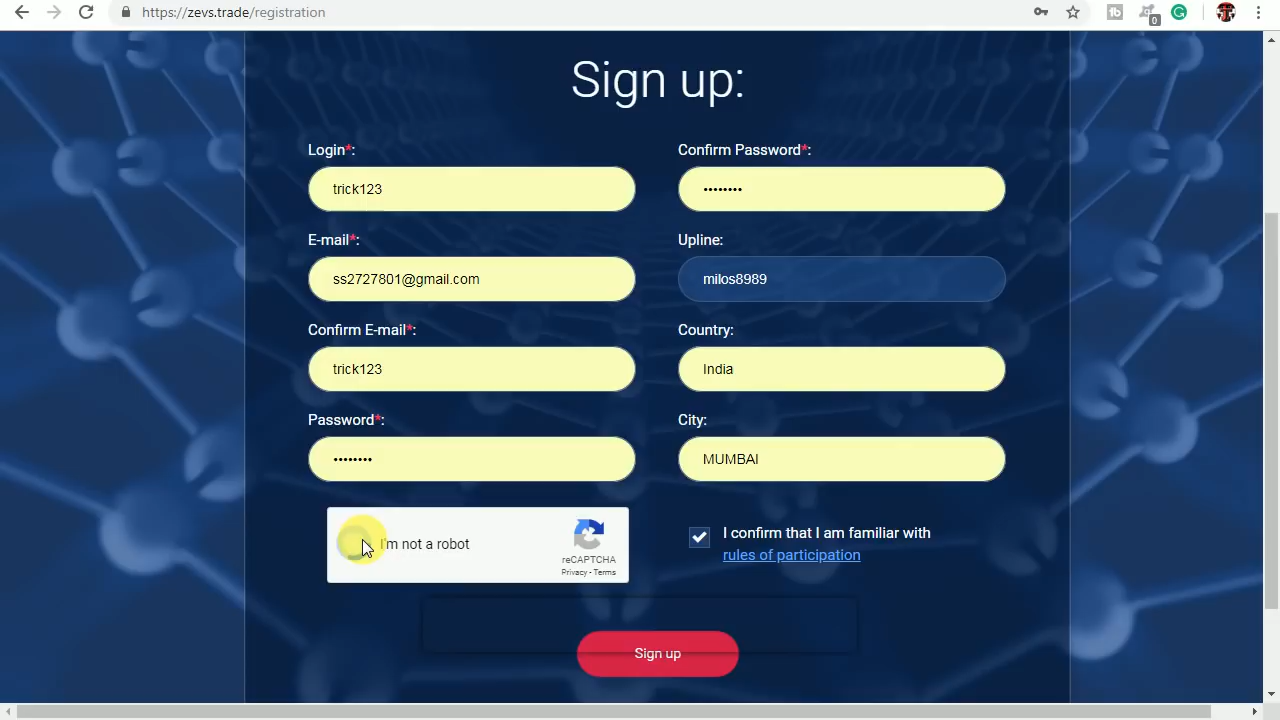 https://zevs.trade/registration
0
Sign up:
Login*:
trick123
Confirm Password*:
••••••••
E-mail*:
ss2727801@gmail.com
Upline:
milos8989
Confirm E-mail*:
trick123
Country:
India
Password*:
••••••••
City:
MUMBAI
I'm not a robot
reCAPTCHA
Privacy - Terms
I confirm that I am familiar with
rules of participation
Sign up